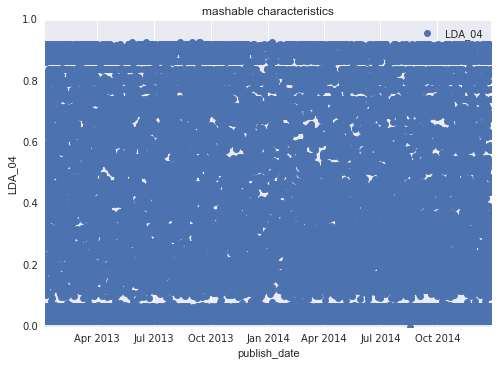 mashable characteristics
1.0
0.8
0.6
0.4
0.2
0.0
LDA_04
LDA_04
Apr 2013 Jul 2013 Oct 2013 Jan 2014 Apr 2014 Jul 2014 Oct 2014
publish_date